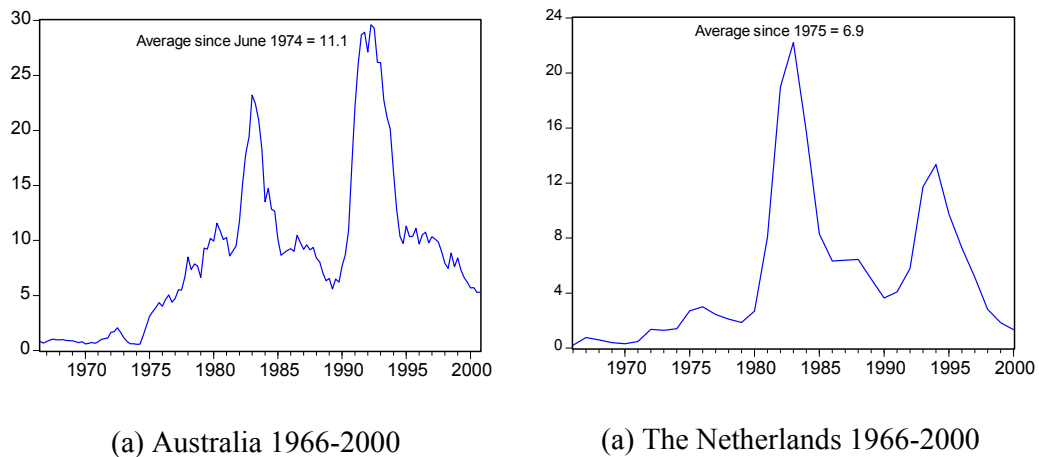 30
25
20
15
10
5
0
Average since June 1974 = 11.1
1970 1975 1980 1985 1990 1995 2000
(a) Australia 1966-2000
24
20
16
12
8
4
0
Average since 1975 = 6.9
1970 1975 1980 1985 1990 1995 2000
(a) The Netherlands 1966-2000